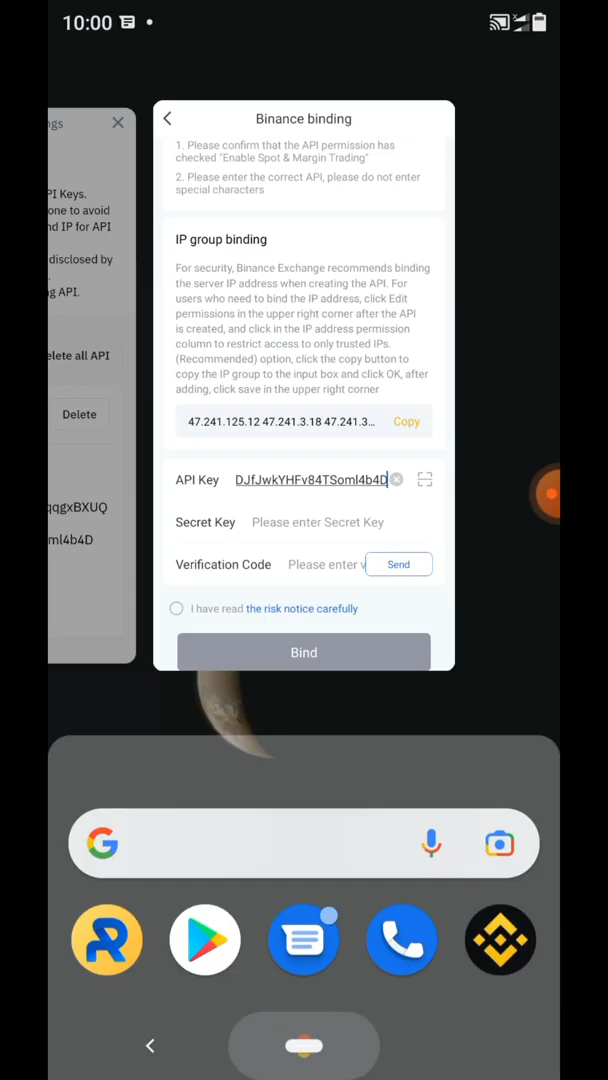 10:00
ngs
PI Keys.
one to avoid
nd IP for API
disclosed by
g API.
elete all API
Delete
qqgxBXUQ
ml4b4D
Binance binding
1. Please confirm that the API permission has
checked "Enable Spot & Margin Trading"
2. Please enter the correct API, please do not enter
special characters
IP group binding
For security, Binance Exchange recommends binding
the server IP address when creating the API. For
users who need to bind the IP address, click Edit
permissions in the upper right corner after the API
is created, and click in the IP address permission
column to restrict access to only trusted IPs.
(Recommended) option, click the copy button to
copy the IP group to the input box and click OK, after
adding, click save in the upper right corner
47.241.125.12 47.241.3.18 47.241.3... Copy
API Key DJfJwkYHFv84TSoml4b4D
Secret Key Please enter Secret Key
Verification Code Please enter v Send
I have read the risk notice carefully
Bind